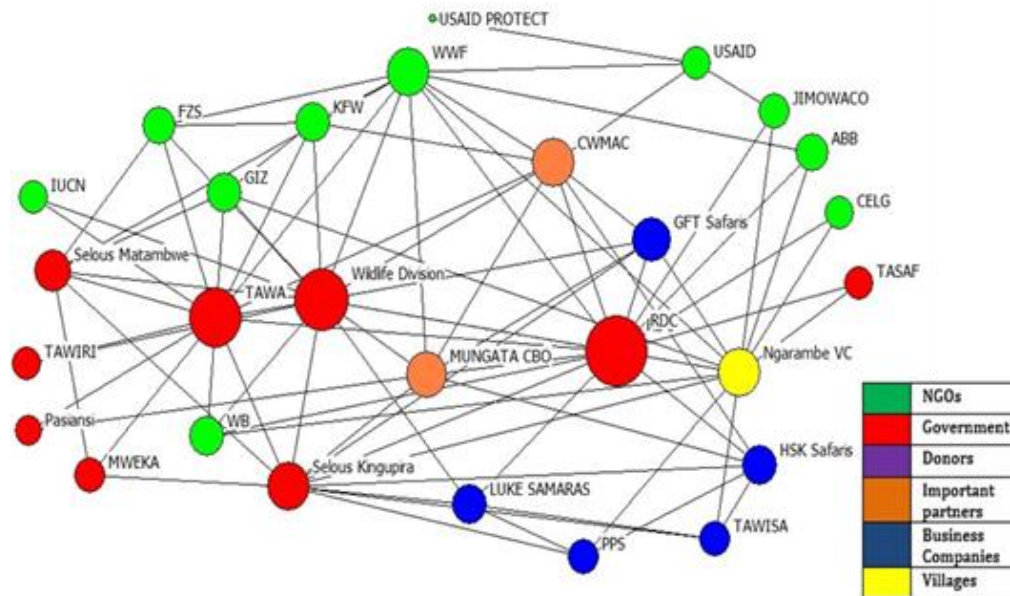 USAID PROTECT
WWF
USAID
FZS
KFW
JIMOWACO
CWMAC
ABB
IUCN
GIZ
CELG
GFT Safaris
Selous Matambwe
Wildlife Division
TASAF
TAWA
RDC
TAWIRI
MUNGATA CBO
Ngarambe VC
Pasiansi
WB
MWEKA
Selous Kingupira
HSK Safaris
LUKE SAMARAS
TAWISA
PPS
NGOs
Government
Donors
Important
partners
Business
Companies
Villages